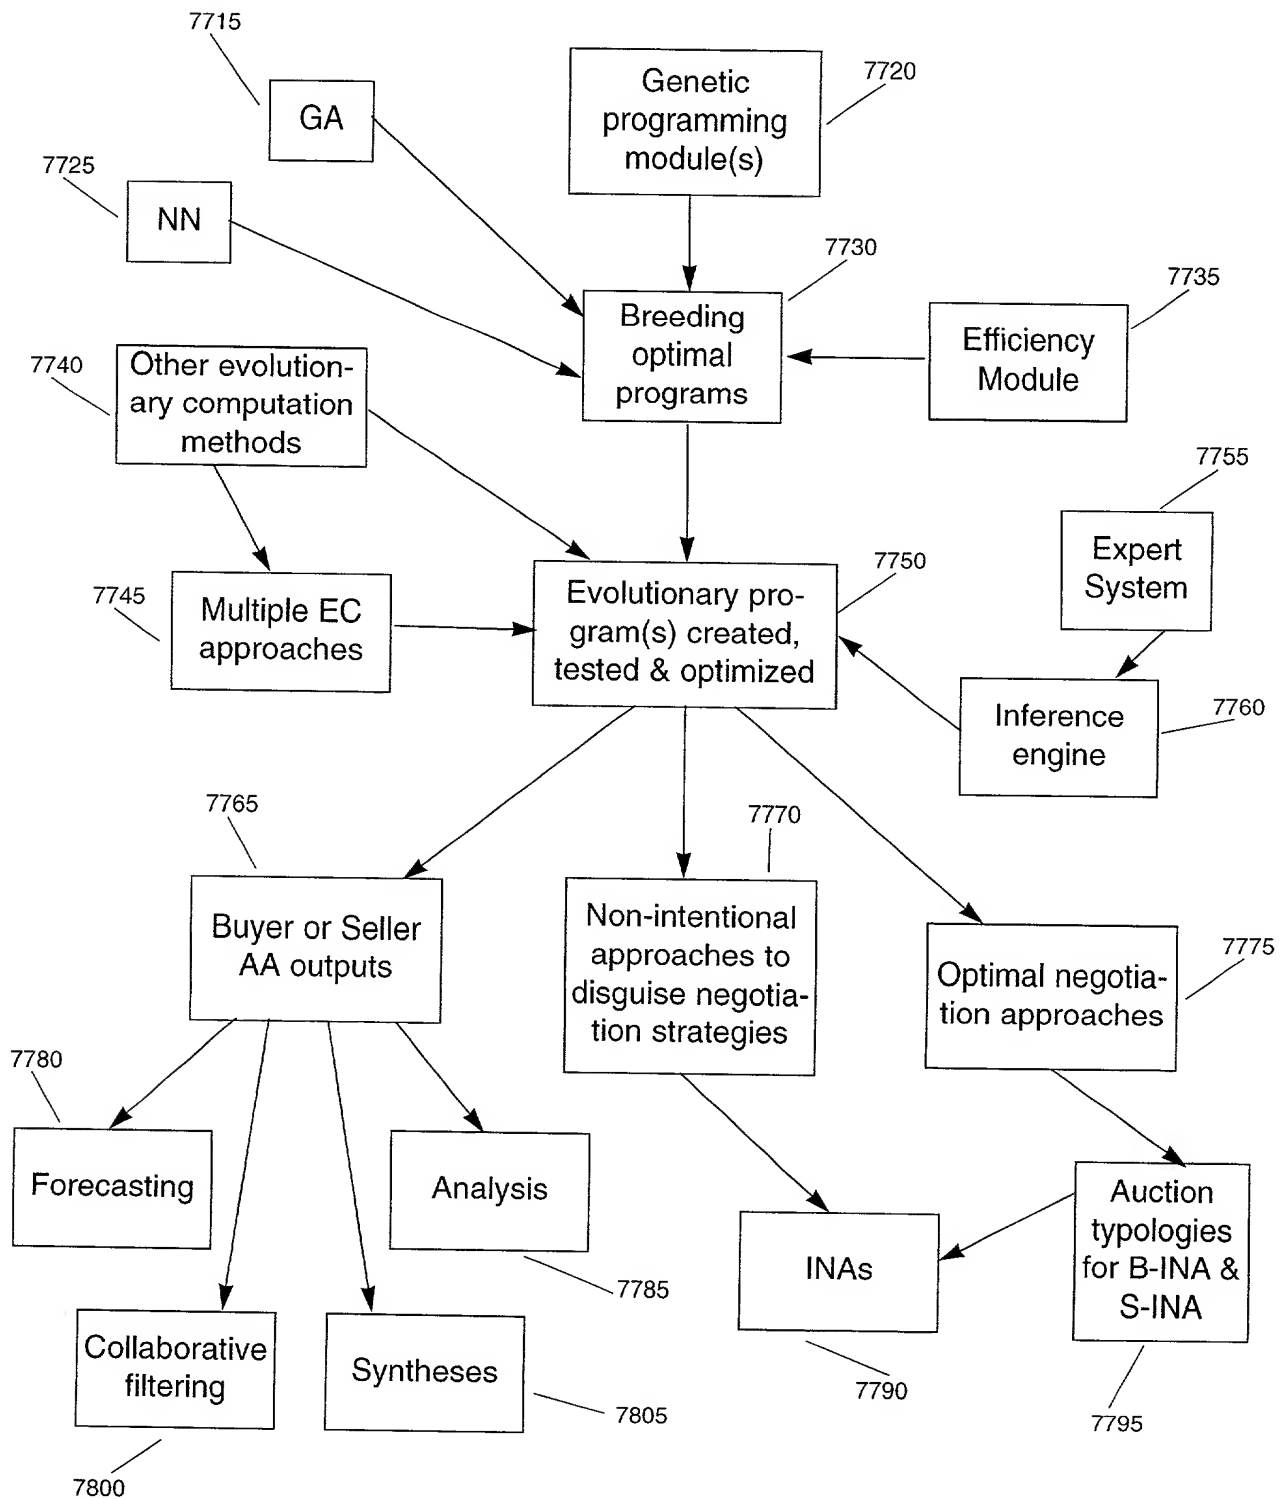 7715
GA
7720
Genetic
programming
module(s)
7725
NN
7730
Breeding
optimal
programs
7735
Efficiency
Module
7740
Other evolution-
ary computation
methods
7755
Expert
System
7745
Multiple EC
approaches
7750
Evolutionary pro-
gram(s) created,
tested & optimized
7760
Inference
engine
7765
Buyer or Seller
AA outputs
7770
Non-intentional
approaches to
disguise negotia-
tion strategies
7775
Optimal negotia-
tion approaches
7780
Forecasting
Analysis
7785
INAs
7790
Auction
typologies
for B-INA &
S-INA
7795
Collaborative
filtering
7800
Syntheses
7805